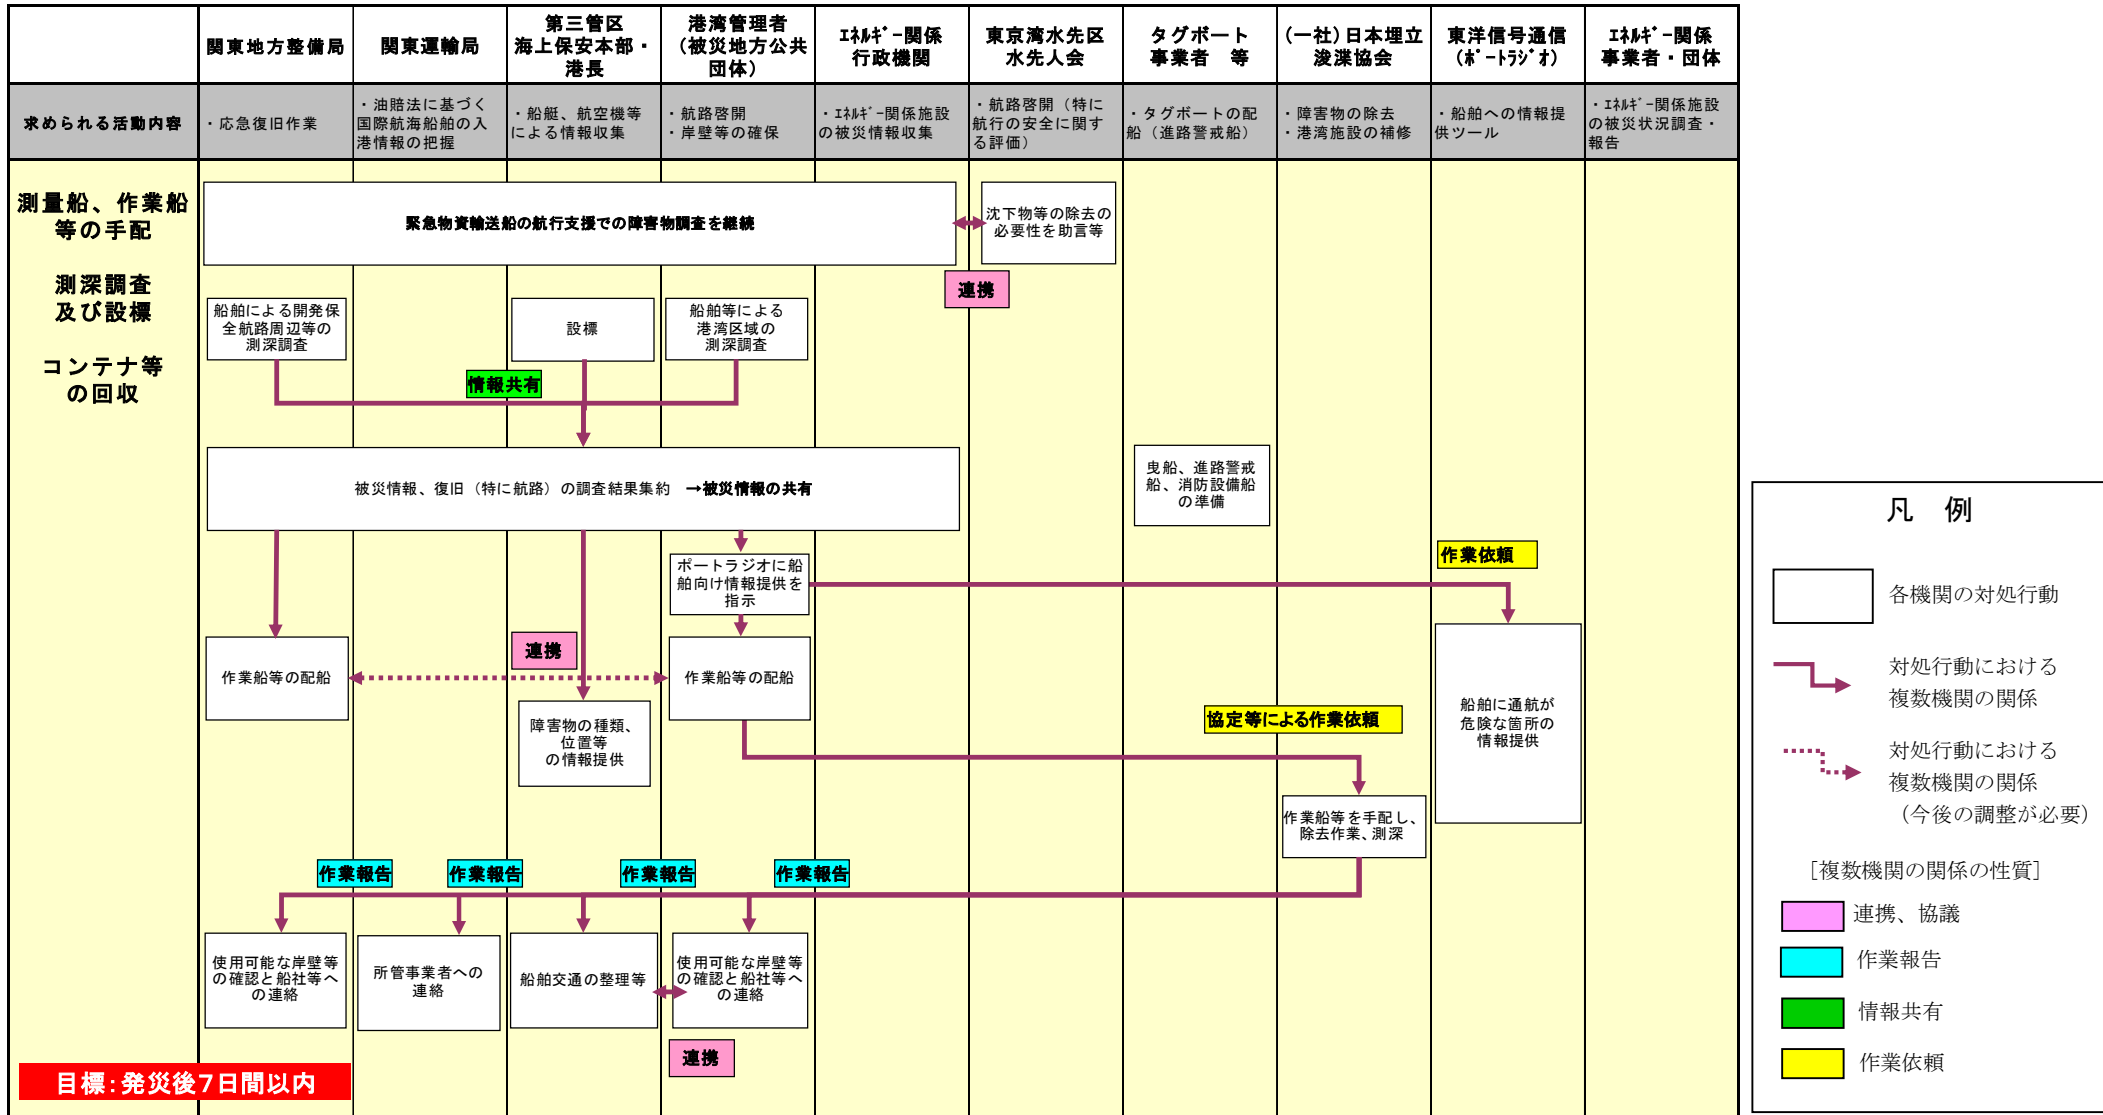 関東地方整備局
関東運輸局
第三管区
海上保安本部・
港長
港湾管理者
(被災地方公共
団体)
ｴﾈﾙｷﾞｰ関係
行政機関
東京湾水先区
水先人会
タグボート
事業者　等
(一社)日本埋立
浚渫協会
東洋信号通信
(ﾎﾟｰﾄﾗｼﾞｵ)
ｴﾈﾙｷﾞｰ関係
事業者・団体
求められる活動内容
・応急復旧作業
・油賠法に基づく
国際航海船舶の入
港情報の把握
・船艇、航空機等
による情報収集
・航路啓開
・岸壁等の確保
・ｴﾈﾙｷﾞｰ関係施設
の被災情報収集
・航路啓開（特に
航行の安全に関す
る評価）
・タグボートの配
船（進路警戒船）
・障害物の除去
・港湾施設の補修
・船舶への情報提
供ツール
・ｴﾈﾙｷﾞｰ関係施設
の被災状況調査・
報告
測量船、作業船
等の手配
測深調査
及び設標
コンテナ等
の回収
緊急物資輸送船の航行支援での障害物調査を継続
沈下物等の除去の
必要性を助言等
連携
船舶による開発保
全航路周辺等の
測深調査
設標
船舶等による
港湾区域の
測深調査
情報共有
被災情報、復旧（特に航路）の調査結果集約　→被災情報の共有
曳船、進路警戒
船、消防設備船
の準備
ポートラジオに船
舶向け情報提供を
指示
作業依頼
作業船等の配船
連携
作業船等の配船
障害物の種類、
位置等
の情報提供
協定等による作業依頼
船舶に通航が
危険な箇所の
情報提供
作業船等を手配し、
除去作業、測深
作業報告
作業報告
作業報告
作業報告
使用可能な岸壁等
の確認と船社等へ
の連絡
所管事業者への
連絡
船舶交通の整理等
使用可能な岸壁等
の確認と船社等へ
の連絡
連携
目標:発災後7日間以内
凡　例
各機関の対処行動
対処行動における
複数機関の関係
対処行動における
複数機関の関係
（今後の調整が必要）
［複数機関の関係の性質］
連携、協議
作業報告
情報共有
作業依頼